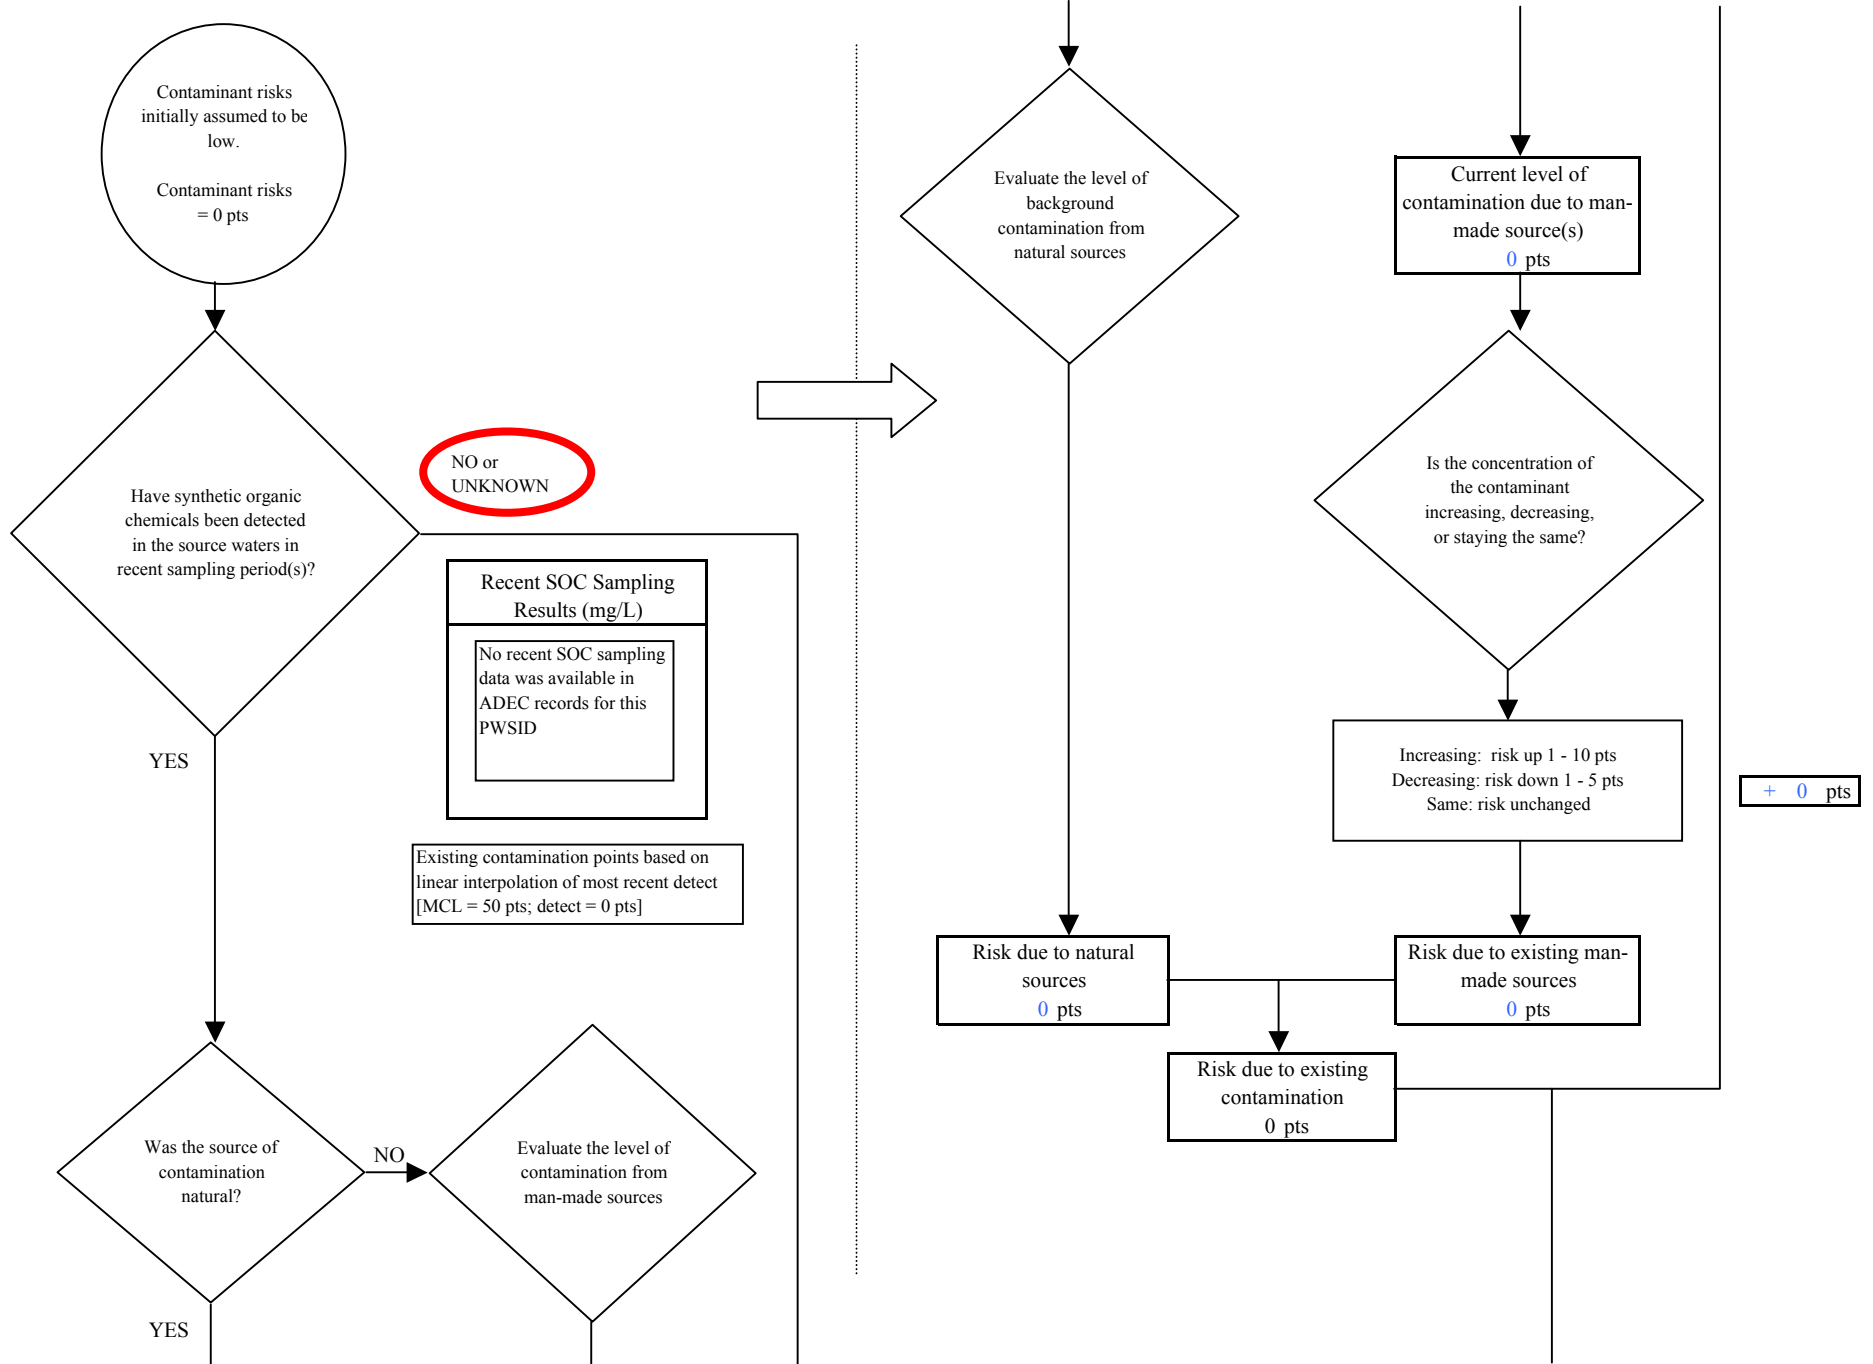 Contaminant risks
initially assumed to be
low.
Contaminant risks
= 0 pts
Have synthetic organic
chemicals been detected
in the source waters in
recent sampling period(s)?
NO or
UNKNOWN
Recent SOC Sampling
Results (mg/L)
No recent SOC sampling
data was available in
ADEC records for this
PWSID
YES
Existing contamination points based on
linear interpolation of most recent detect
[MCL = 50 pts; detect = 0 pts]
Was the source of
contamination
natural?
NO
Evaluate the level of
contamination from
man-made sources
YES
Evaluate the level of
background
contamination from
natural sources
Current level of
contamination due to man-
made source(s)
0 pts
Is the concentration of
the contaminant
increasing, decreasing,
or staying the same?
Increasing: risk up 1 - 10 pts
Decreasing: risk down 1 - 5 pts
Same: risk unchanged
+ 0 pts
Risk due to natural
sources
0 pts
Risk due to existing man-
made sources
0 pts
Risk due to existing
contamination
0 pts